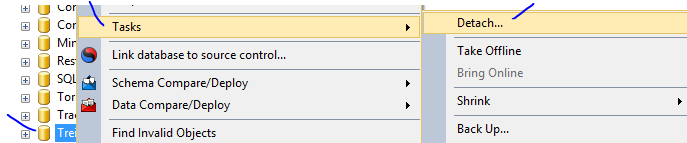 Tasks
Link database to source control...
Schema Compare/Deploy
Data Compare/Deploy
Find Invalid Objects
Detach...
Take Offline
Bring Online
Shrink
Back Up...